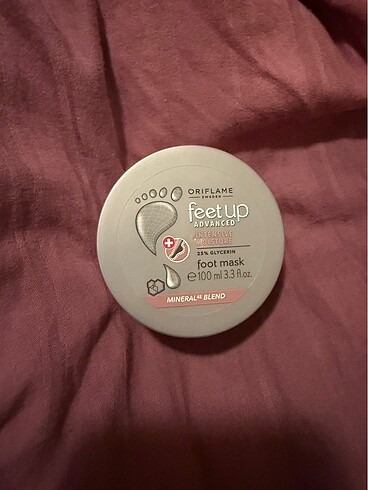 ORIFLAME
SWEDEN
feet up
ADVANCED
INTENSIVE
MOISTURE
25% GLYCERIN
foot mask
℮ 100 ml 3.3 fl.oz.
MINERAL BLEND